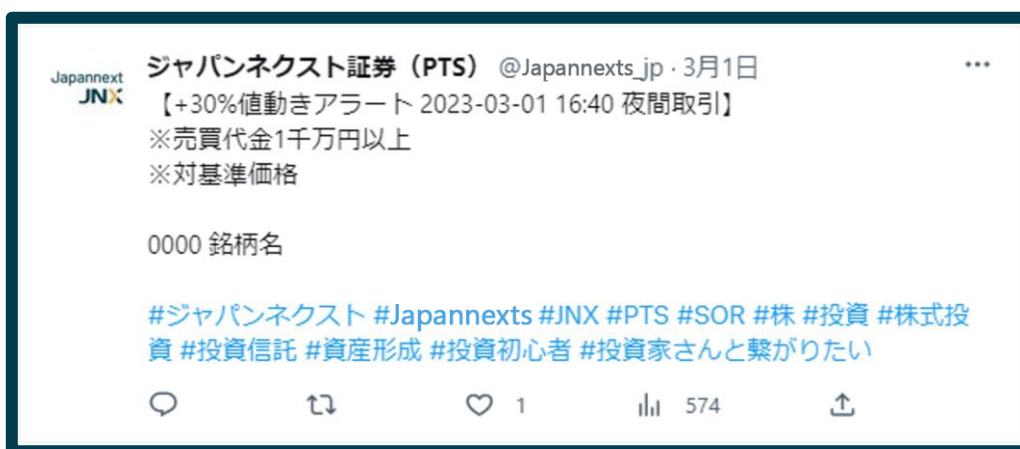 Japannext
JNX
ジャパンネクスト証券（PTS） @Japannexts_jp · 3月1日
【+30%値動きアラート 2023-03-01 16:40 夜間取引】
※売買代金1千万円以上
※対基準価格
0000 銘柄名
#ジャパンネクスト #Japannexts #JNX #PTS #SOR #株 #投資 #株式投
資 #投資信託 #資産形成 #投資初心者 #投資家さんと繋がりたい
1 574